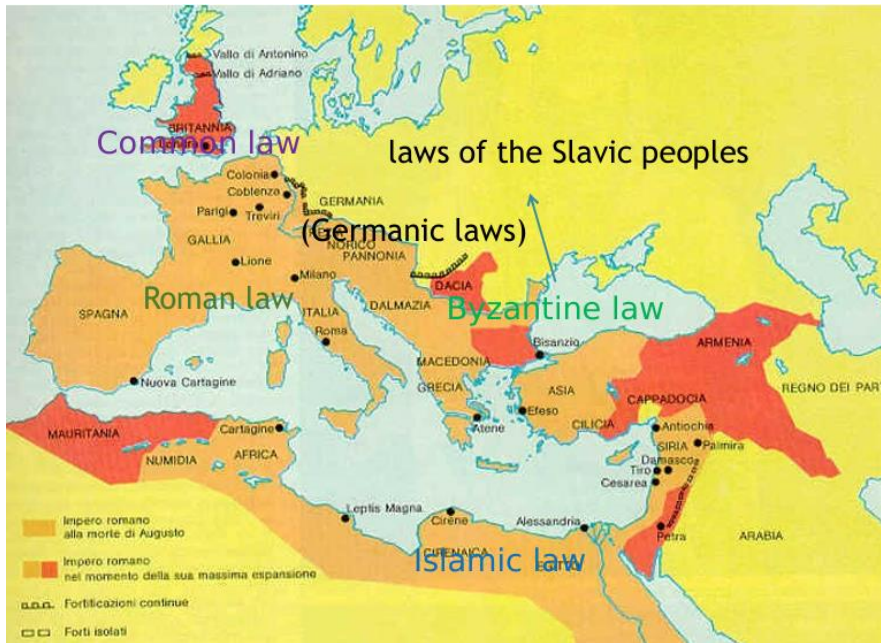 Vallo di Antonino
Vallo di Adriano
BRITANNIA
Common law
laws of the Slavic peoples
Colonia
Coblenza
GERMANIA
Parigi
Treviri
(Germanic laws)
GALLIA
NORICO
PANNONIA
Lione
Milano
DACIA
Roman law
Byzantine law
SPAGNA
ITALIA
DALMAZIA
Roma
Bisanzio
ARMENIA
MACEDONIA
Nuova Cartagine
GRECIA
ASIA
CAPPADOCIA
REGNO DEI PAR
Efeso
Atene
CILICIA
MAURITANIA
Cartagine
Antiochia
NUMIDIA
AFRICA
SIRIA
Palmira
Damasco
Tiro
Cesarea
Leptis Magna
Cirene
Alessandria
Petra
ARABIA
CIRENAICA
Islamic law
Impero romano
alla morte di Augusto
Impero romano
nel momento della sua massima espansione
Fortificazioni continue
Forti isolati